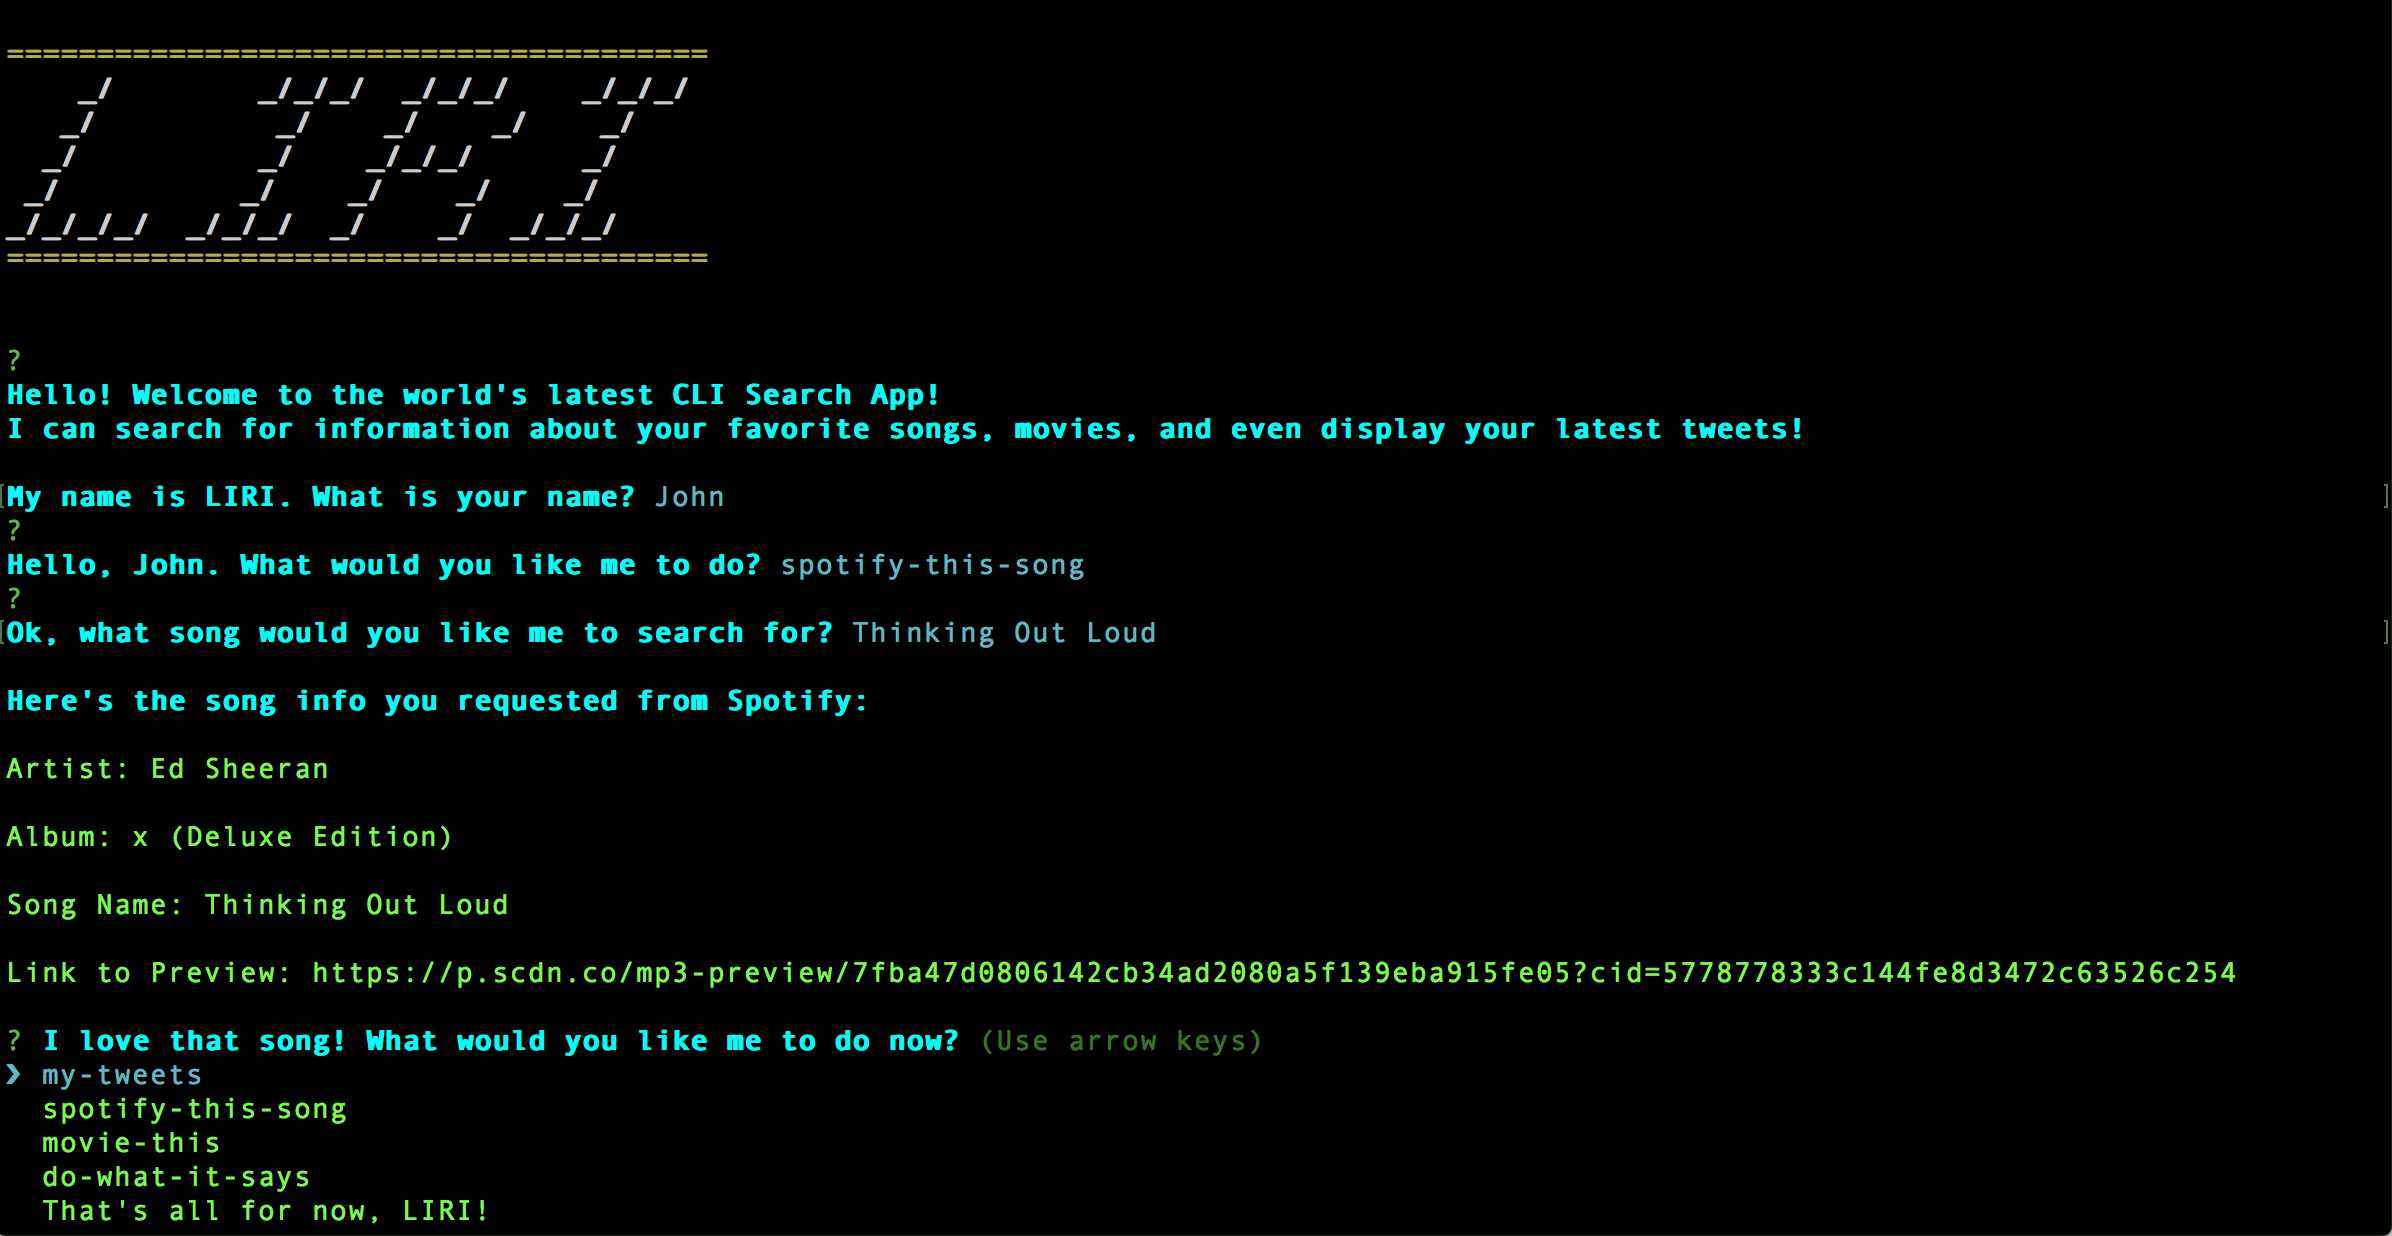 =======================================
    _/        _/_/_/  _/_/_/    _/_/_/
   _/          _/    _/    _/    _/
  _/          _/    _/_/_/      _/
 _/          _/    _/    _/    _/
_/_/_/_/  _/_/_/  _/    _/  _/_/_/
=======================================
?
Hello! Welcome to the world's latest CLI Search App!
I can search for information about your favorite songs, movies, and even display your latest tweets!
[My name is LIRI. What is your name? John ]
?
Hello, John. What would you like me to do? spotify-this-song
?
[Ok, what song would you like me to search for? Thinking Out Loud ]
Here's the song info you requested from Spotify:
Artist: Ed Sheeran
Album: x (Deluxe Edition)
Song Name: Thinking Out Loud
Link to Preview: https://p.scdn.co/mp3-preview/7fba47d0806142cb34ad2080a5f139eba915fe05?cid=5778778333c144fe8d3472c63526c254
? I love that song! What would you like me to do now? (Use arrow keys)
❯ my-tweets
  spotify-this-song
  movie-this
  do-what-it-says
  That's all for now, LIRI!